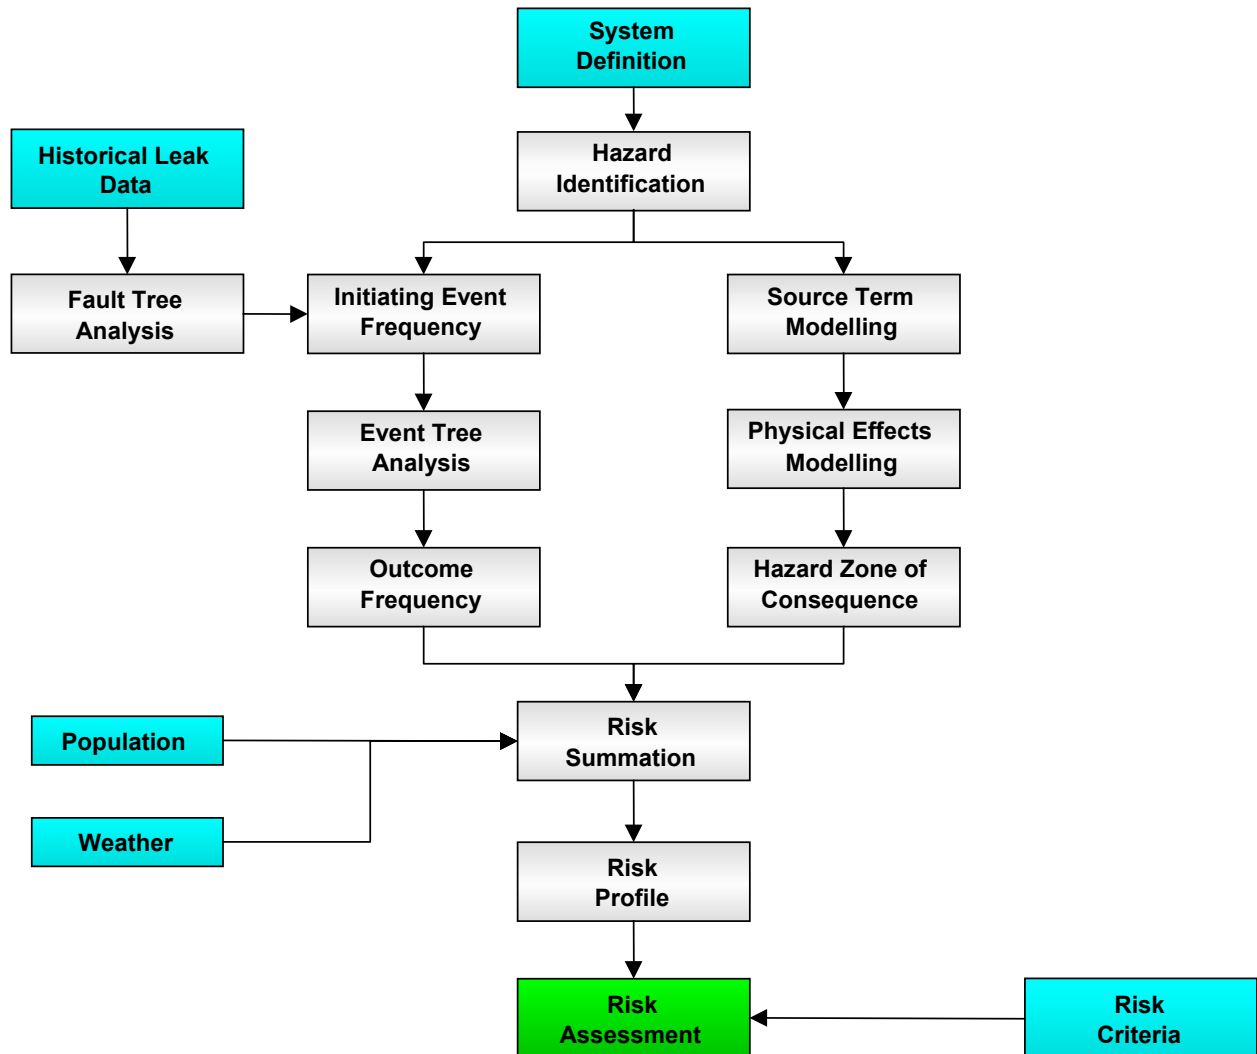 System
Definition
Historical Leak
Data
Hazard
Identification
Fault Tree
Analysis
Initiating Event
Frequency
Source Term
Modelling
Event Tree
Analysis
Physical Effects
Modelling
Outcome
Frequency
Hazard Zone of
Consequence
Population
Risk
Summation
Weather
Risk
Profile
Risk
Assessment
Risk
Criteria